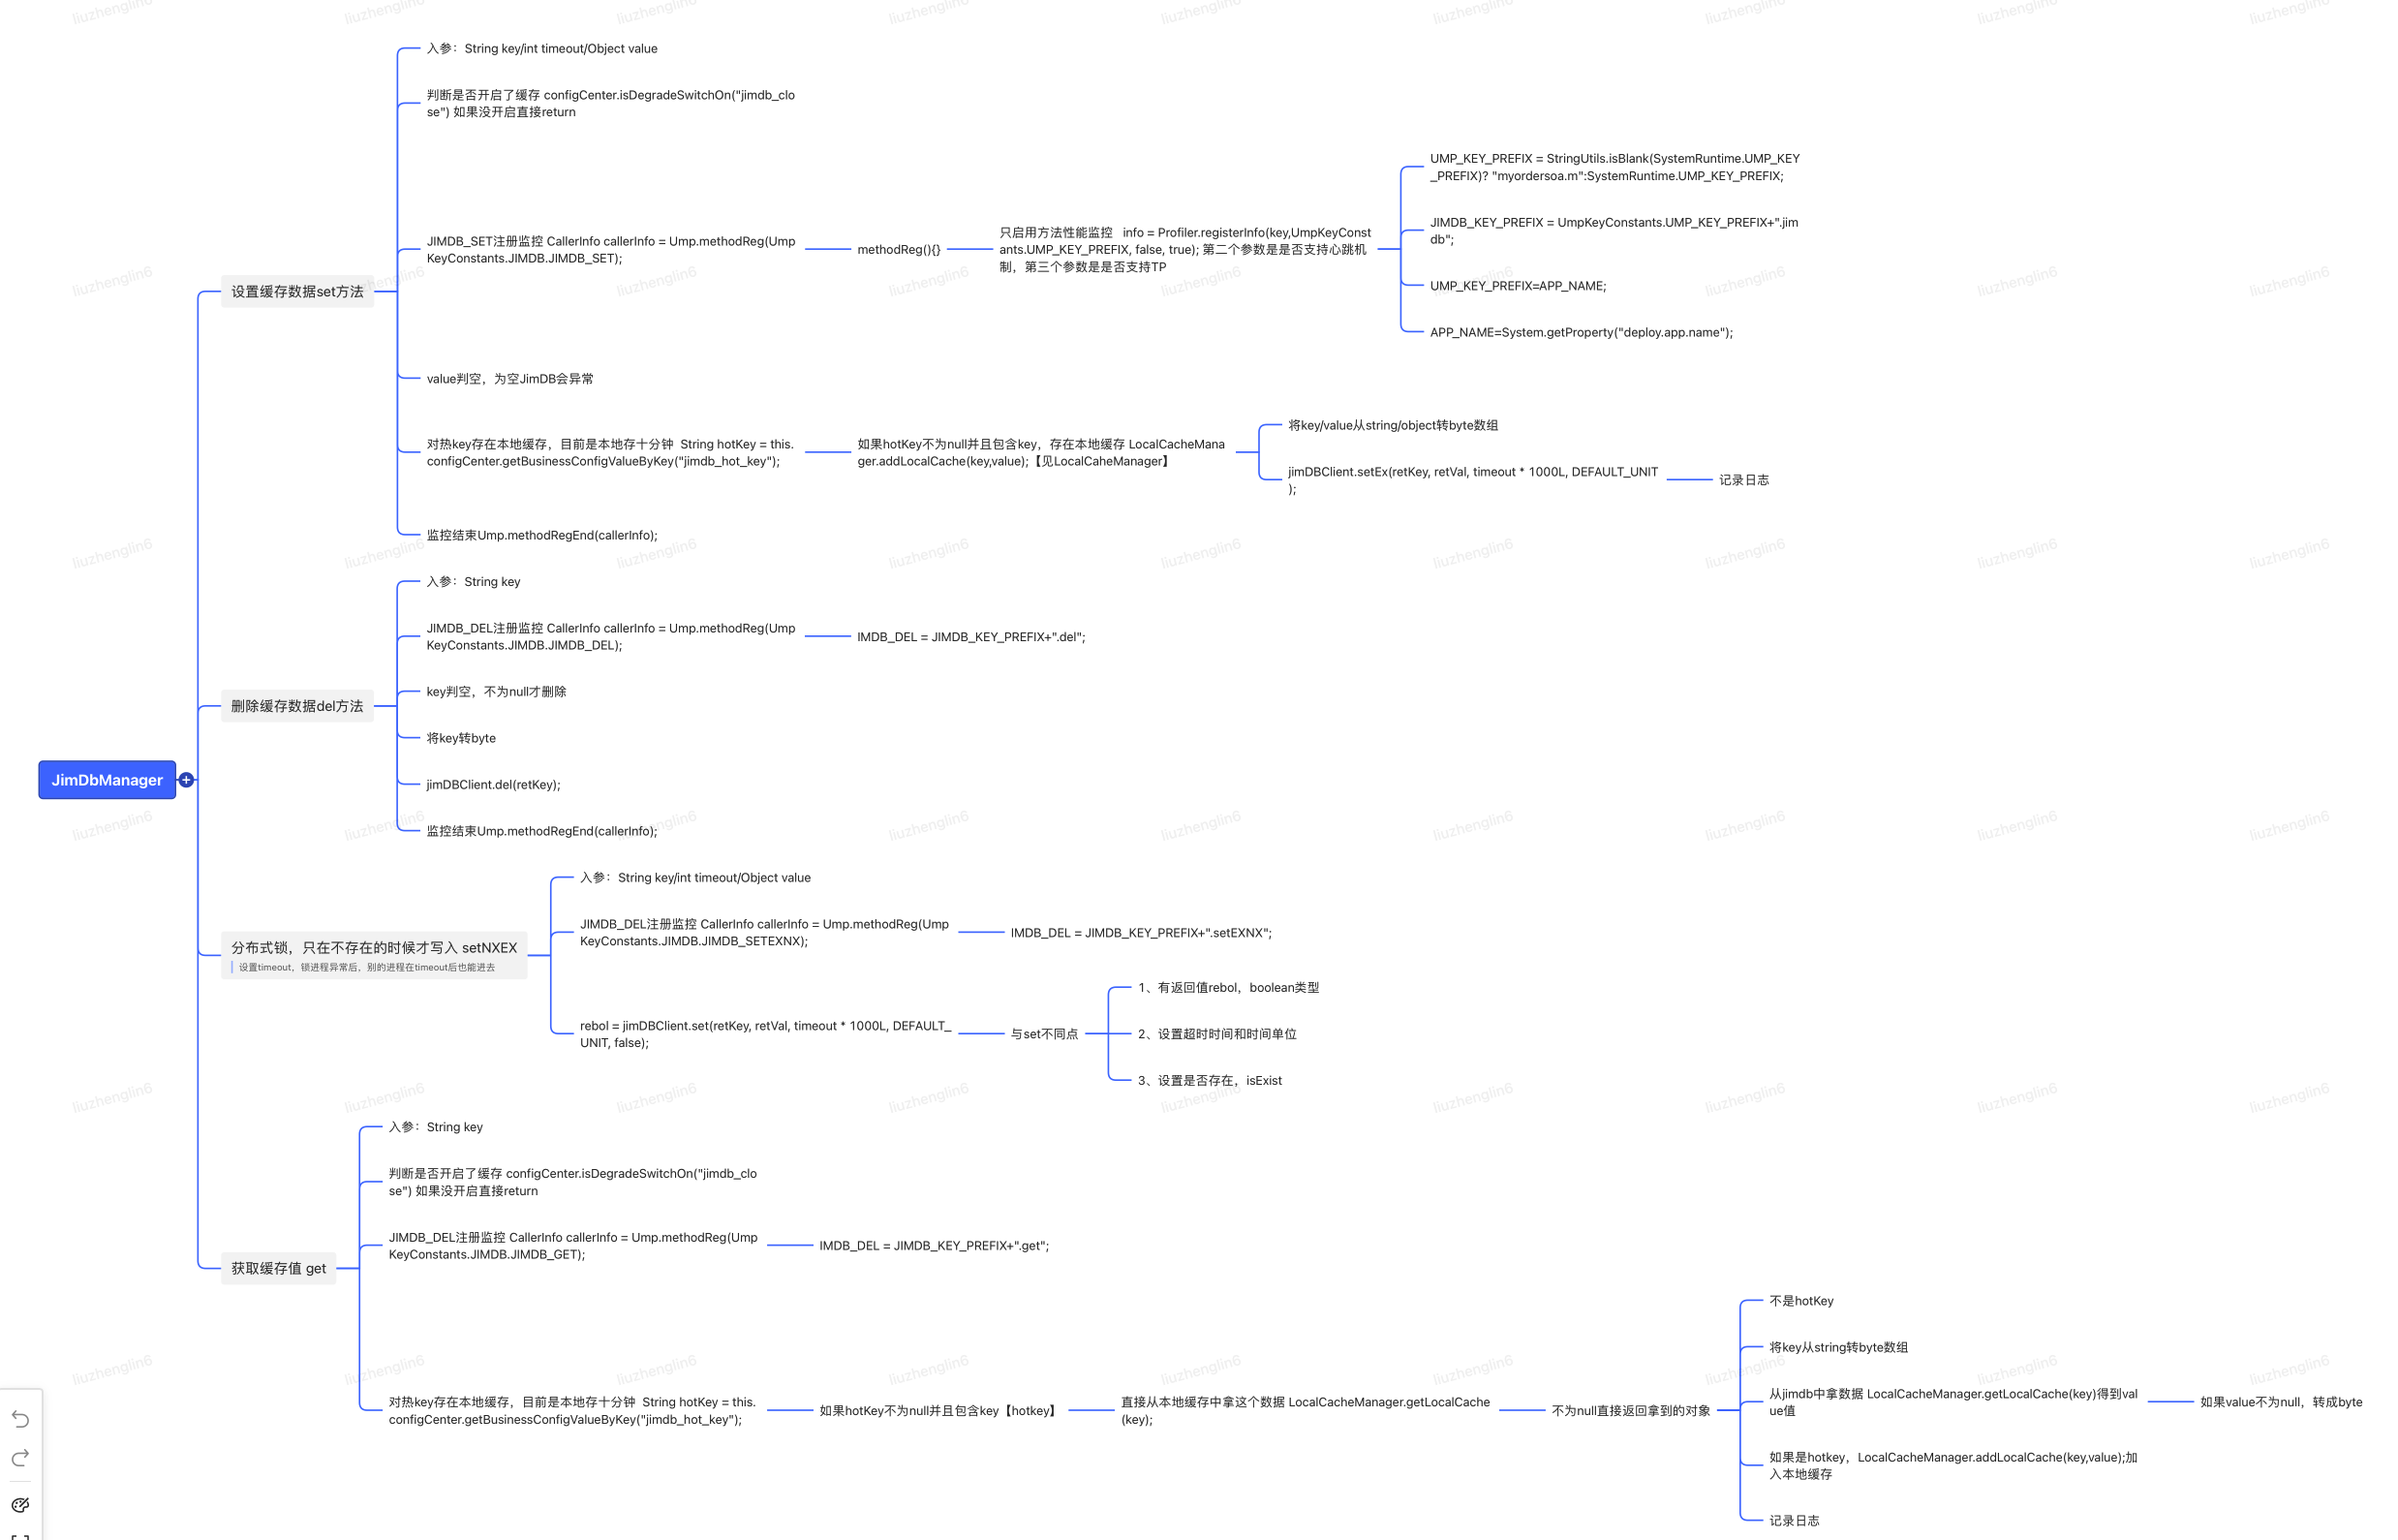 JimDbManager
设置缓存数据set方法
入参：String key/int timeout/Object value
判断是否开启了缓存 configCenter.isDegradeSwitchOn("jimdb_clo
se") 如果没开启直接return
JIMDB_SET注册监控 CallerInfo callerInfo = Ump.methodReg(Ump
KeyConstants.JIMDB.JIMDB_SET);
methodReg(){}
只启用方法性能监控   info = Profiler.registerInfo(key,UmpKeyConst
ants.UMP_KEY_PREFIX, false, true); 第二个参数是是否支持心跳机
制，第三个参数是是否支持TP
UMP_KEY_PREFIX = StringUtils.isBlank(SystemRuntime.UMP_KEY
_PREFIX)? "myordersoa.m":SystemRuntime.UMP_KEY_PREFIX;
JIMDB_KEY_PREFIX = UmpKeyConstants.UMP_KEY_PREFIX+".jim
db";
UMP_KEY_PREFIX=APP_NAME;
APP_NAME=System.getProperty("deploy.app.name");
value判空，为空JimDB会异常
对热key存在本地缓存，目前是本地存十分钟  String hotKey = this.
configCenter.getBusinessConfigValueByKey("jimdb_hot_key");
如果hotKey不为null并且包含key，存在本地缓存 LocalCacheMana
ger.addLocalCache(key,value);【见LocalCaheManager】
将key/value从string/object转byte数组
jimDBClient.setEx(retKey, retVal, timeout * 1000L, DEFAULT_UNIT
);
记录日志
监控结束Ump.methodRegEnd(callerInfo);
删除缓存数据del方法
入参：String key
JIMDB_DEL注册监控 CallerInfo callerInfo = Ump.methodReg(Ump
KeyConstants.JIMDB.JIMDB_DEL);
IMDB_DEL = JIMDB_KEY_PREFIX+".del";
key判空，不为null才删除
将key转byte
jimDBClient.del(retKey);
监控结束Ump.methodRegEnd(callerInfo);
分布式锁，只在不存在的时候才写入 setNXEX
设置timeout，锁进程异常后，别的进程在timeout后也能进去
入参：String key/int timeout/Object value
JIMDB_DEL注册监控 CallerInfo callerInfo = Ump.methodReg(Ump
KeyConstants.JIMDB.JIMDB_SETEXNX);
IMDB_DEL = JIMDB_KEY_PREFIX+".setEXNX";
rebol = jimDBClient.set(retKey, retVal, timeout * 1000L, DEFAULT_
UNIT, false);
与set不同点
1、有返回值rebol，boolean类型
2、设置超时时间和时间单位
3、设置是否存在，isExist
获取缓存值 get
入参：String key
判断是否开启了缓存 configCenter.isDegradeSwitchOn("jimdb_clo
se") 如果没开启直接return
JIMDB_DEL注册监控 CallerInfo callerInfo = Ump.methodReg(Ump
KeyConstants.JIMDB.JIMDB_GET);
IMDB_DEL = JIMDB_KEY_PREFIX+".get";
对热key存在本地缓存，目前是本地存十分钟  String hotKey = this.
configCenter.getBusinessConfigValueByKey("jimdb_hot_key");
如果hotKey不为null并且包含key【hotkey】
直接从本地缓存中拿这个数据 LocalCacheManager.getLocalCache
(key);
不为null直接返回拿到的对象
不是hotKey
将key从string转byte数组
从jimdb中拿数据 LocalCacheManager.getLocalCache(key)得到val
ue值
如果value不为null，转成byte
如果是hotkey，LocalCacheManager.addLocalCache(key,value);加
入本地缓存
记录日志
liuzhenglin6